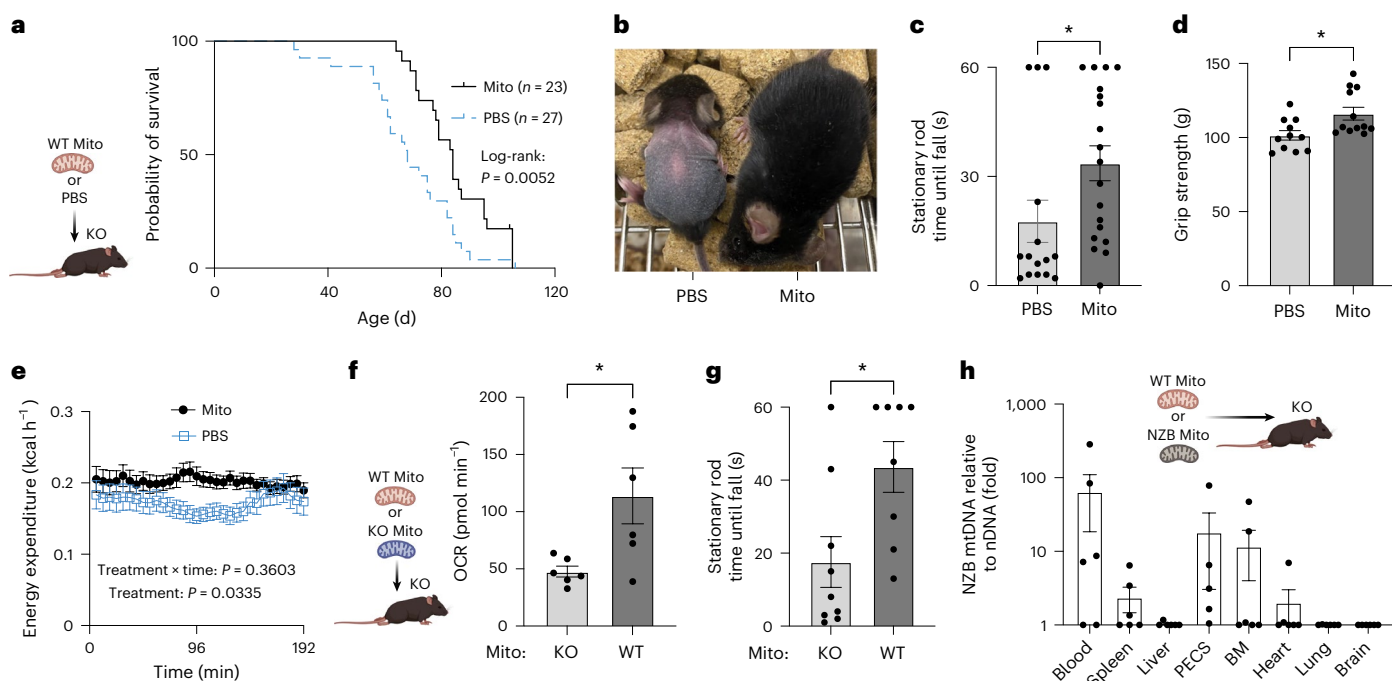 a
WT Mito
or
PBS
KO
Probability of survival
100
50
0
0
40
80
120
Age (d)
Mito (n = 23)
PBS (n = 27)
Log-rank:
P = 0.0052
b
PBS
Mito
c
*
Stationary rod
time until fall (s)
60
30
0
PBS
Mito
d
*
Grip strength (g)
150
100
50
0
PBS
Mito
e
Energy expenditure (kcal h⁻¹)
0.3
0.2
0.1
0
Mito
PBS
Treatment × time: P = 0.3603
Treatment: P = 0.0335
0
96
192
Time (min)
f
WT Mito
or
KO Mito
KO
*
OCR (pmol min⁻¹)
200
150
100
50
0
Mito:
KO
WT
g
*
Stationary rod
time until fall (s)
60
40
20
0
Mito:
KO
WT
h
WT Mito
or
NZB Mito
KO
NZB mtDNA relative
to nDNA (fold)
1,000
100
10
1
Blood
Spleen
Liver
PECS
BM
Heart
Lung
Brain